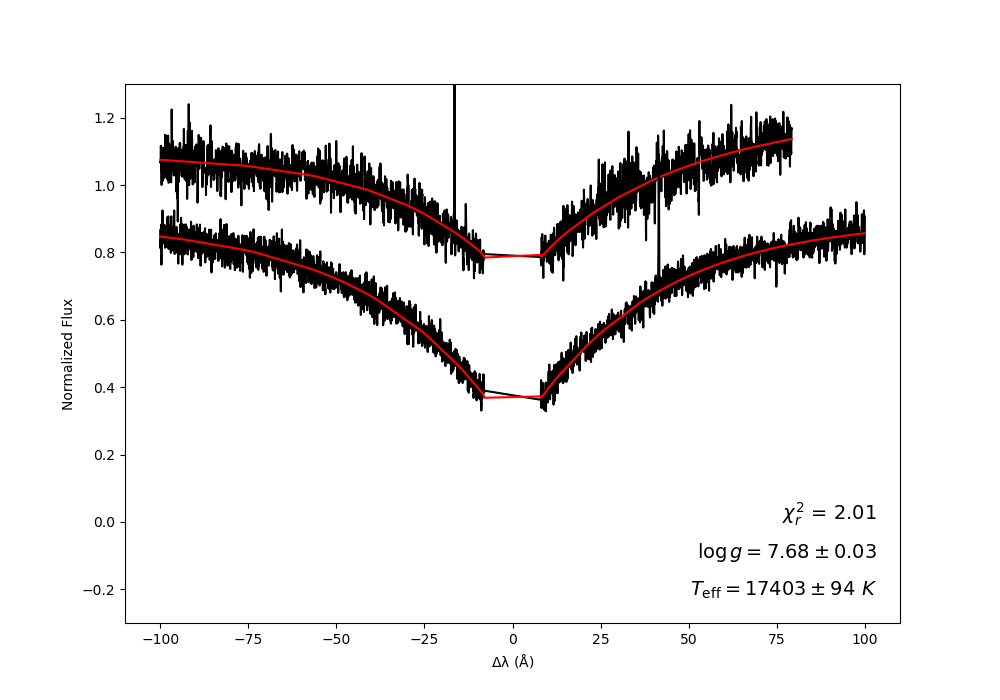 1.2
1.0
0.8
0.6
0.4
0.2
0.0
−0.2
Normalized Flux
χ²ᵣ = 2.01
log g = 7.68 ± 0.03
T_eff = 17403 ± 94 K
−100 −75 −50 −25 0 25 50 75 100
Δλ (Å)